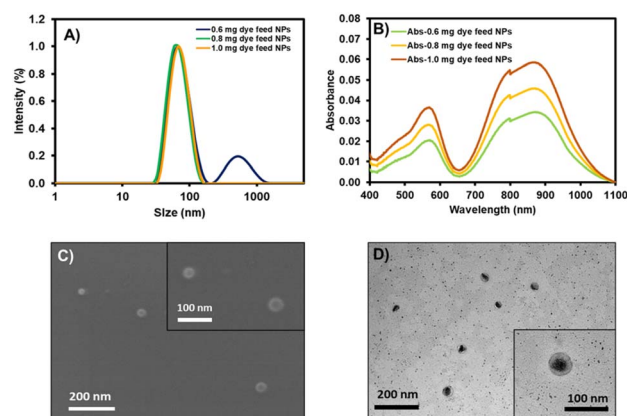 A)
0.6 mg dye feed NPs
0.8 mg dye feed NPs
1.0 mg dye feed NPs
1.2
1.0
0.8
0.6
0.4
0.2
0.0
Intensity (%)
1 10 100 1000
Size (nm)
B)
Abs-0.6 mg dye feed NPs
Abs-0.8 mg dye feed NPs
Abs-1.0 mg dye feed NPs
0.08
0.07
0.06
0.05
0.04
0.03
0.02
0.01
0.00
Absorbance
400 500 600 700 800 900 1000 1100
Wavelength (nm)
C)
100 nm
200 nm
D)
200 nm
100 nm